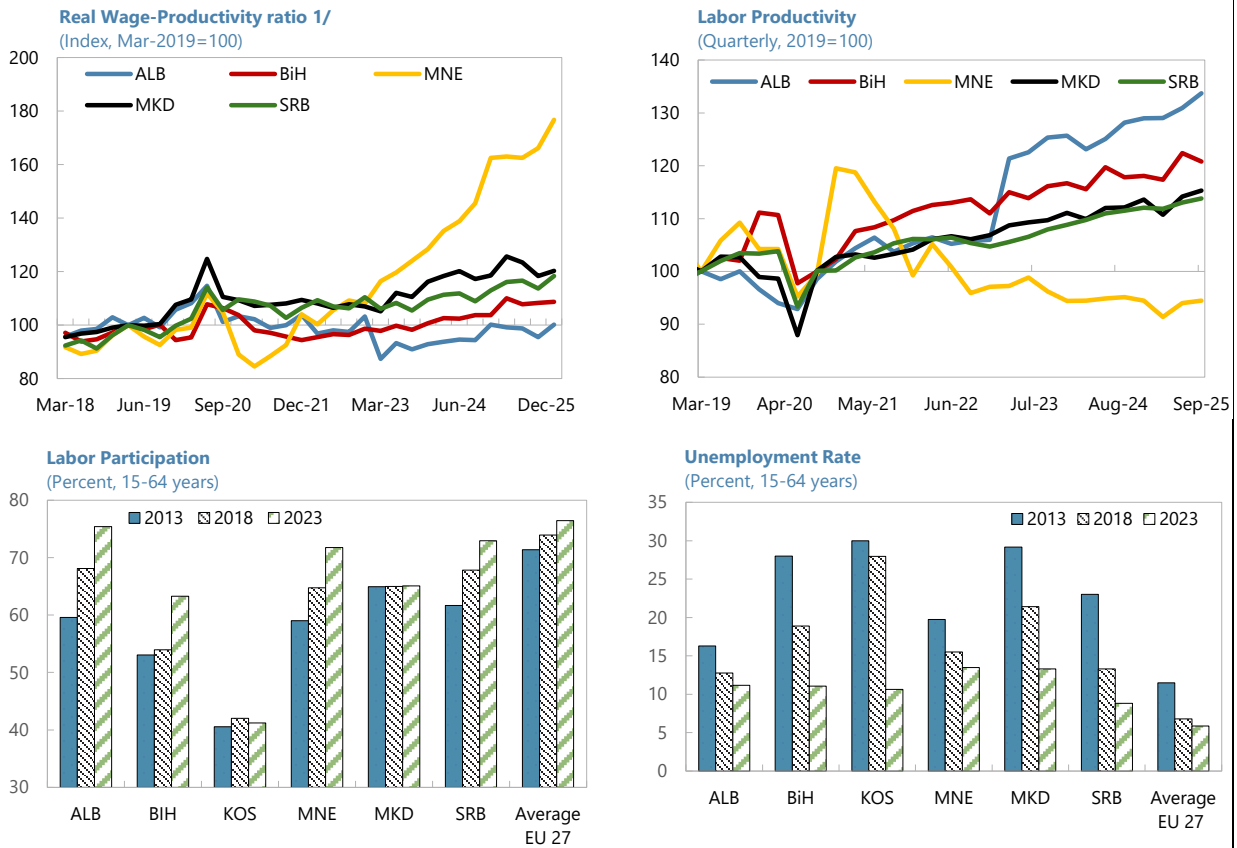 Real Wage-Productivity ratio 1/
(Index, Mar-2019=100)
200
180
160
140
120
100
80
ALB BiH MNE
MKD SRB
Mar-18 Jun-19 Sep-20 Dec-21 Mar-23 Jun-24 Dec-25
Labor Productivity
(Quarterly, 2019=100)
140
130
120
110
100
90
80
ALB BiH MNE MKD SRB
Mar-19 Apr-20 May-21 Jun-22 Jul-23 Aug-24 Sep-25
Labor Participation
(Percent, 15-64 years)
80
70
60
50
40
30
2013 2018 2023
ALB BIH KOS MNE MKD SRB Average
EU 27
Unemployment Rate
(Percent, 15-64 years)
35
30
25
20
15
10
5
0
2013 2018 2023
ALB BiH KOS MNE MKD SRB Average
EU 27